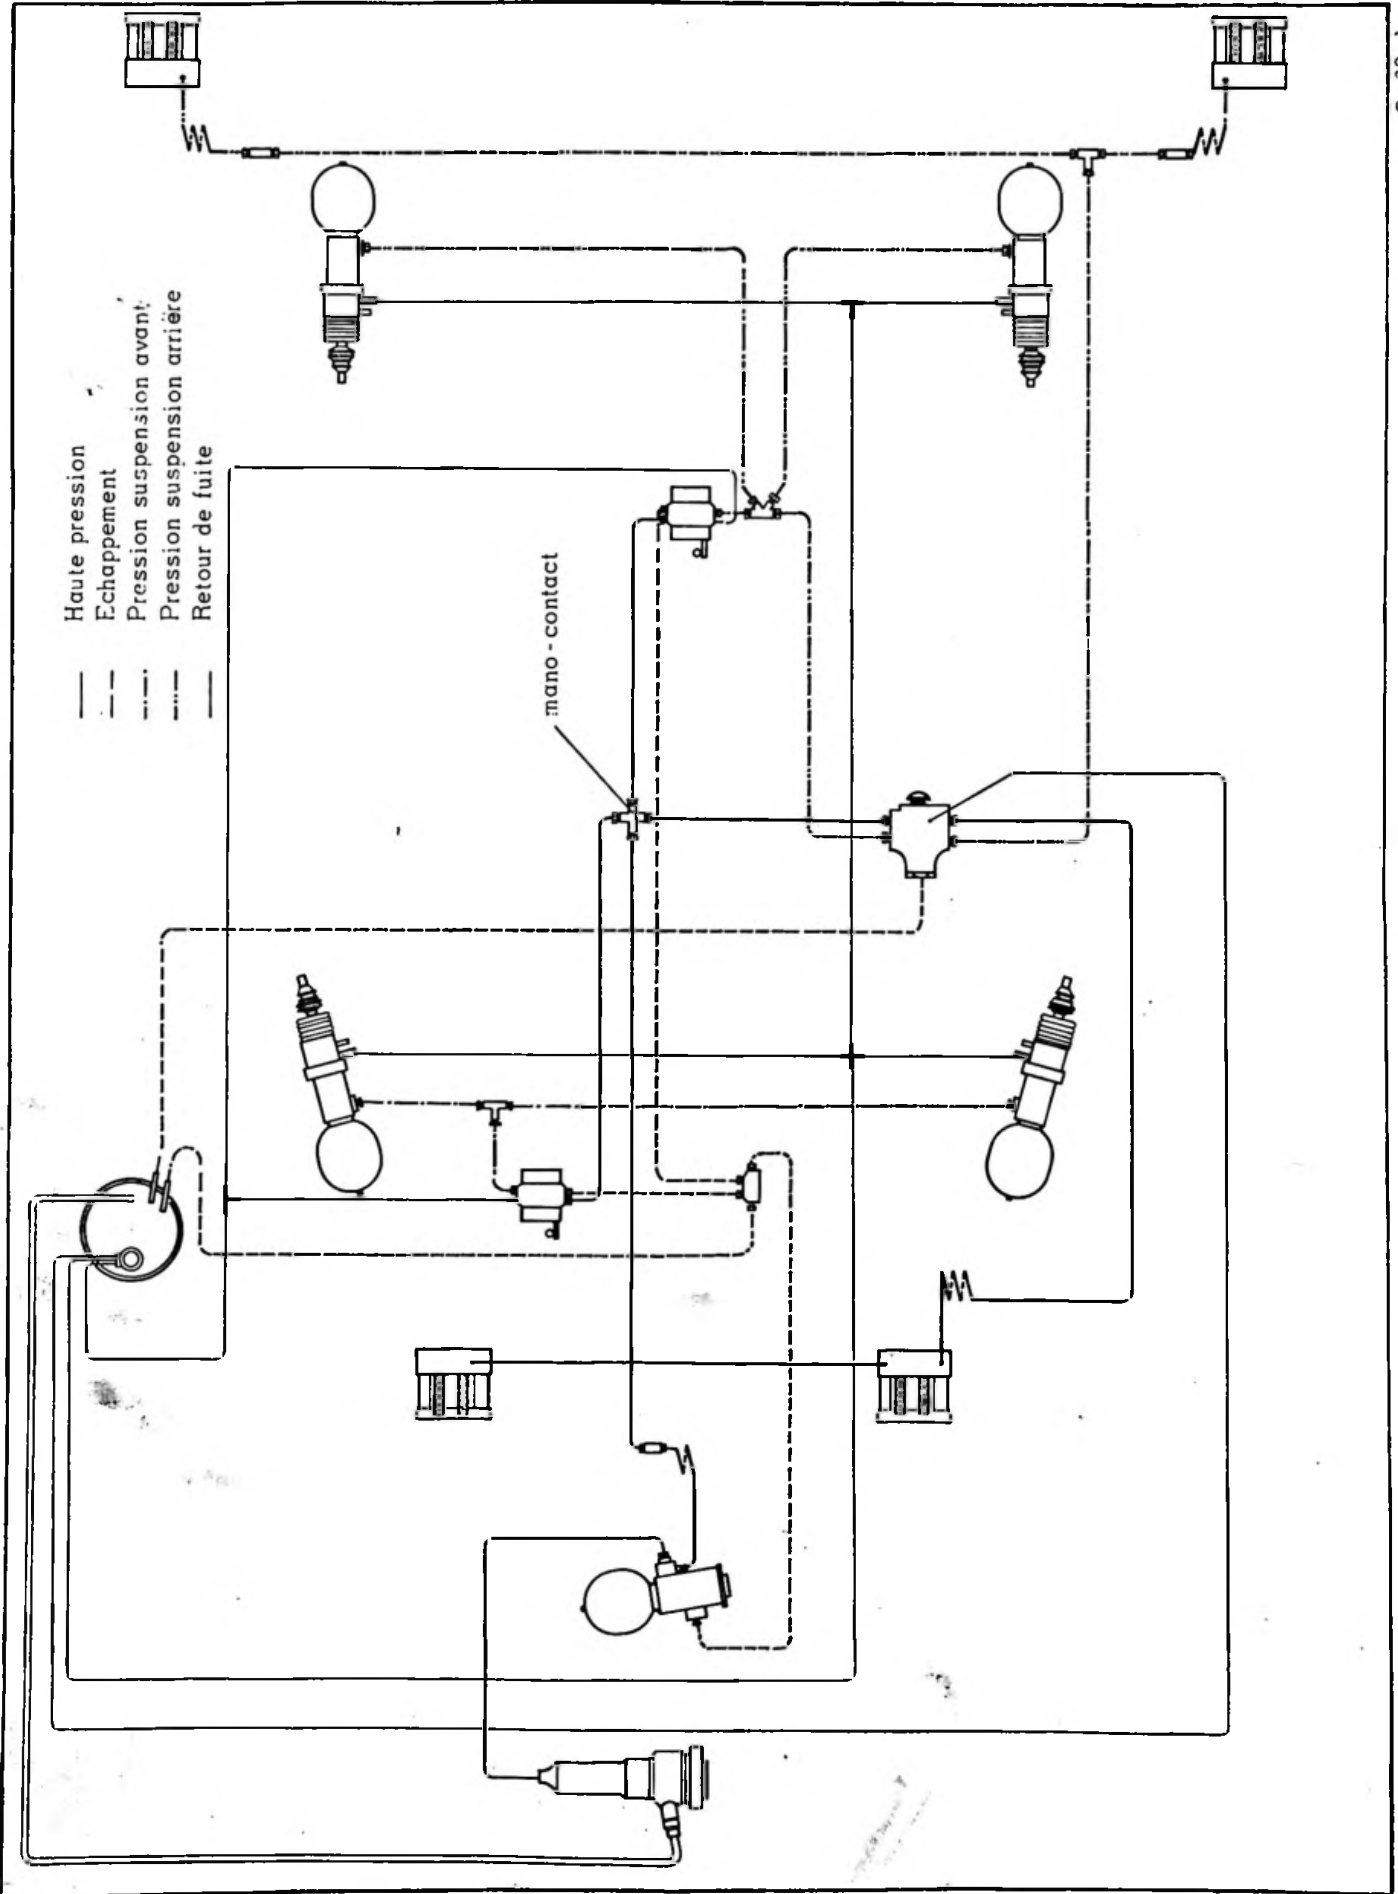 Haute pression
Echappement
Pression suspension avant
Pression suspension arrière
Retour de fuite
mano-contact